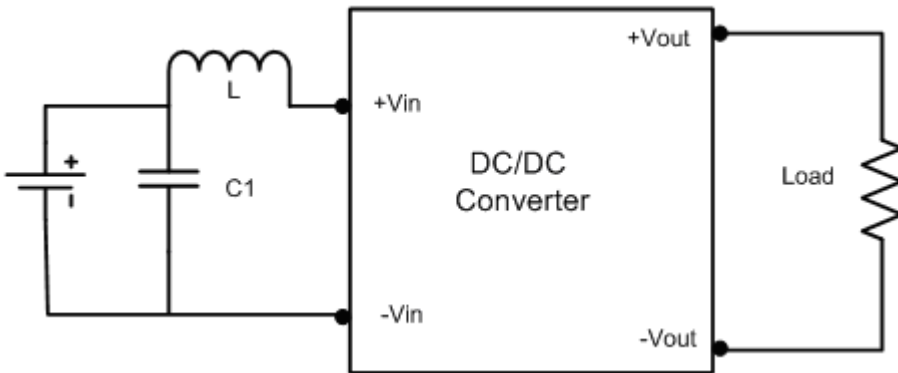 +Vout
L
+Vin
DC/DC
Converter
Load
+
C1
-
-Vin
-Vout